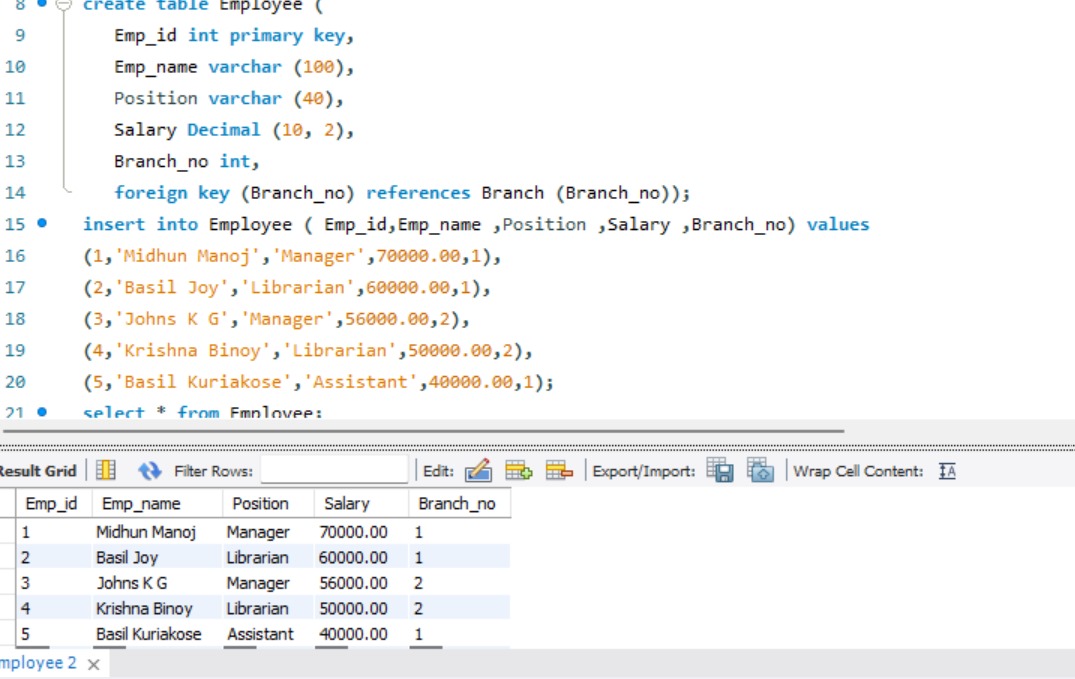 8 create table Employee (
9 Emp_id int primary key,
10 Emp_name varchar (100),
11 Position varchar (40),
12 Salary Decimal (10, 2),
13 Branch_no int,
14 foreign key (Branch_no) references Branch (Branch_no));
15 insert into Employee ( Emp_id,Emp_name ,Position ,Salary ,Branch_no) values
16 (1,'Midhun Manoj','Manager',70000.00,1),
17 (2,'Basil Joy','Librarian',60000.00,1),
18 (3,'Johns K G','Manager',56000.00,2),
19 (4,'Krishna Binoy','Librarian',50000.00,2),
20 (5,'Basil Kuriakose','Assistant',40000.00,1);
21 select * from Employee;
Result Grid Filter Rows: Edit: Export/Import: Wrap Cell Content: IA
Emp_id Emp_name Position Salary Branch_no
1 Midhun Manoj Manager 70000.00 1
2 Basil Joy Librarian 60000.00 1
3 Johns K G Manager 56000.00 2
4 Krishna Binoy Librarian 50000.00 2
5 Basil Kuriakose Assistant 40000.00 1
mployee 2